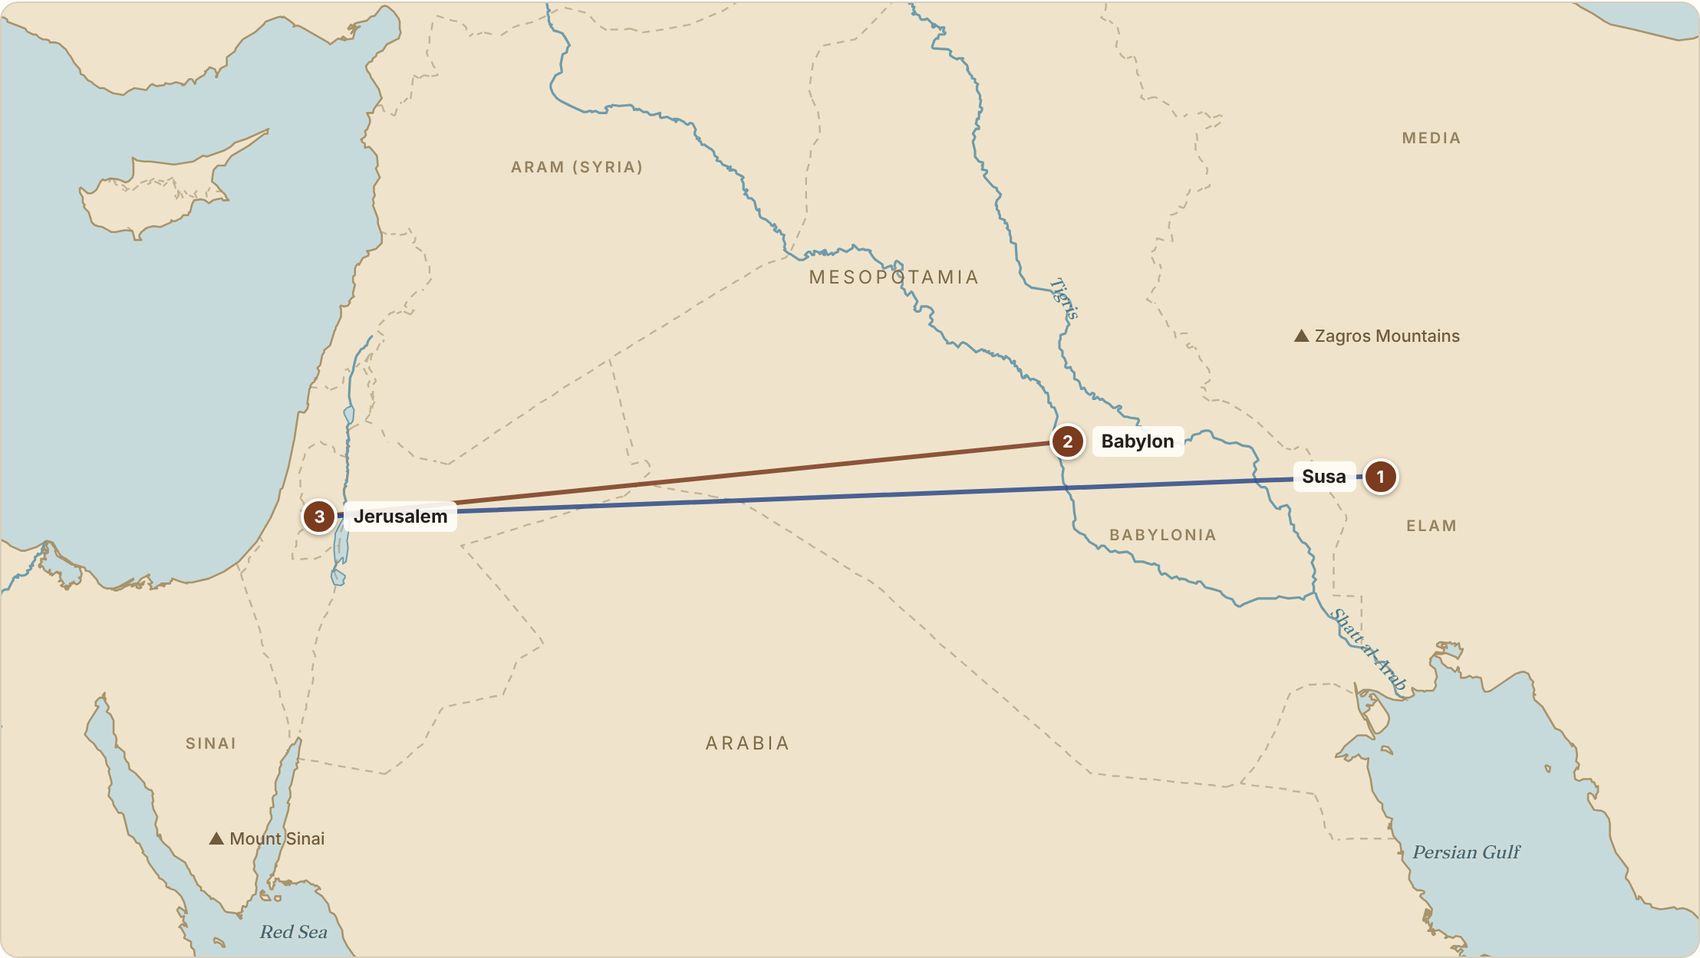 MEDIA
ARAM (SYRIA)
MESOPOTAMIA
Tigris
Zagros Mountains
2 Babylon
Susa 1
3 Jerusalem
ELAM
BABYLONIA
Shatt al-Arab
SINAI
ARABIA
Mount Sinai
Persian Gulf
Red Sea